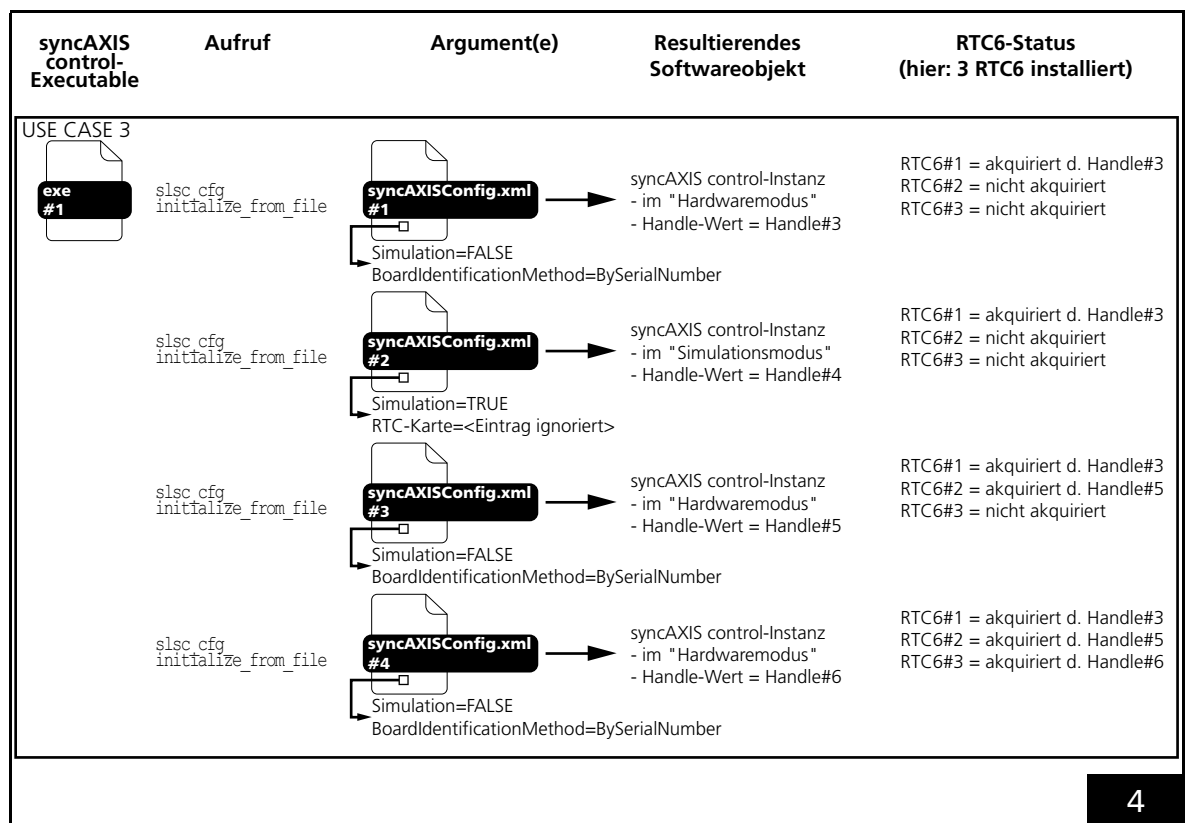 syncAXIS
control-
Executable
Aufruf
Argument(e)
Resultierendes
Softwareobjekt
RTC6-Status
(hier: 3 RTC6 installiert)
USE CASE 3
exe
#1
slsc_cfg_
initialize_from_file
syncAXISConfig.xml
#1
Simulation=FALSE
BoardIdentificationMethod=BySerialNumber
syncAXIS control-Instanz
- im "Hardwaremodus"
- Handle-Wert = Handle#3
RTC6#1 = akquiriert d. Handle#3
RTC6#2 = nicht akquiriert
RTC6#3 = nicht akquiriert
slsc_cfg_
initialize_from_file
syncAXISConfig.xml
#2
Simulation=TRUE
RTC-Karte=<Eintrag ignoriert>
syncAXIS control-Instanz
- im "Simulationsmodus"
- Handle-Wert = Handle#4
RTC6#1 = akquiriert d. Handle#3
RTC6#2 = nicht akquiriert
RTC6#3 = nicht akquiriert
slsc_cfg_
initialize_from_file
syncAXISConfig.xml
#3
Simulation=FALSE
BoardIdentificationMethod=BySerialNumber
syncAXIS control-Instanz
- im "Hardwaremodus"
- Handle-Wert = Handle#5
RTC6#1 = akquiriert d. Handle#3
RTC6#2 = akquiriert d. Handle#5
RTC6#3 = nicht akquiriert
slsc_cfg_
initialize_from_file
syncAXISConfig.xml
#4
Simulation=FALSE
BoardIdentificationMethod=BySerialNumber
syncAXIS control-Instanz
- im "Hardwaremodus"
- Handle-Wert = Handle#6
RTC6#1 = akquiriert d. Handle#3
RTC6#2 = akquiriert d. Handle#5
RTC6#3 = akquiriert d. Handle#6
4